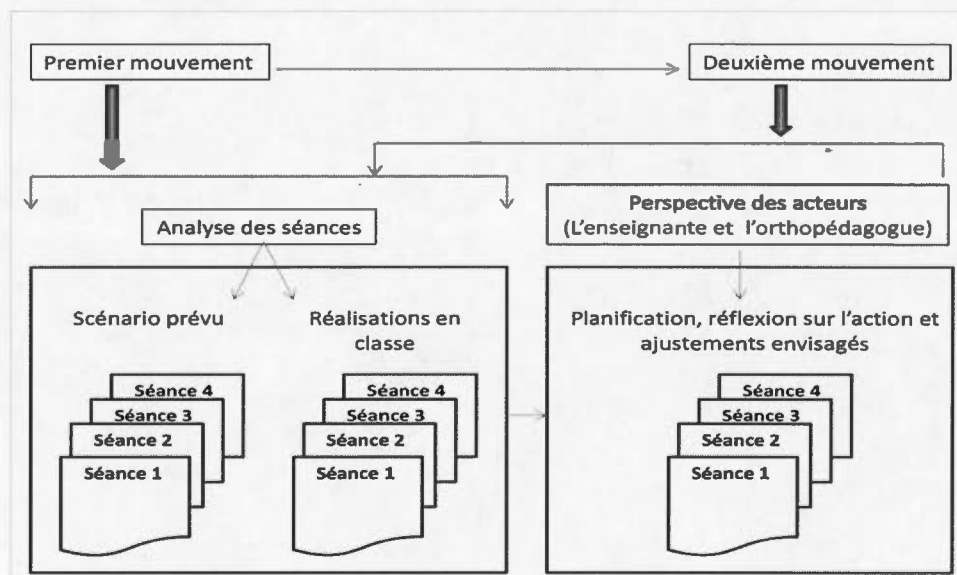 Premier mouvement
Deuxième mouvement
Analyse des séances
Perspective des acteurs
(L'enseignante et l'orthopédagogue)
Scénario prévu
Réalisations en
classe
Planification, réflexion sur l'action et
ajustements envisagés
Séance 4
Séance 3
Séance 2
Séance 1
Séance 4
Séance 3
Séance 2
Séance 1
Séance 4
Séance 3
Séance 2
Séance 1